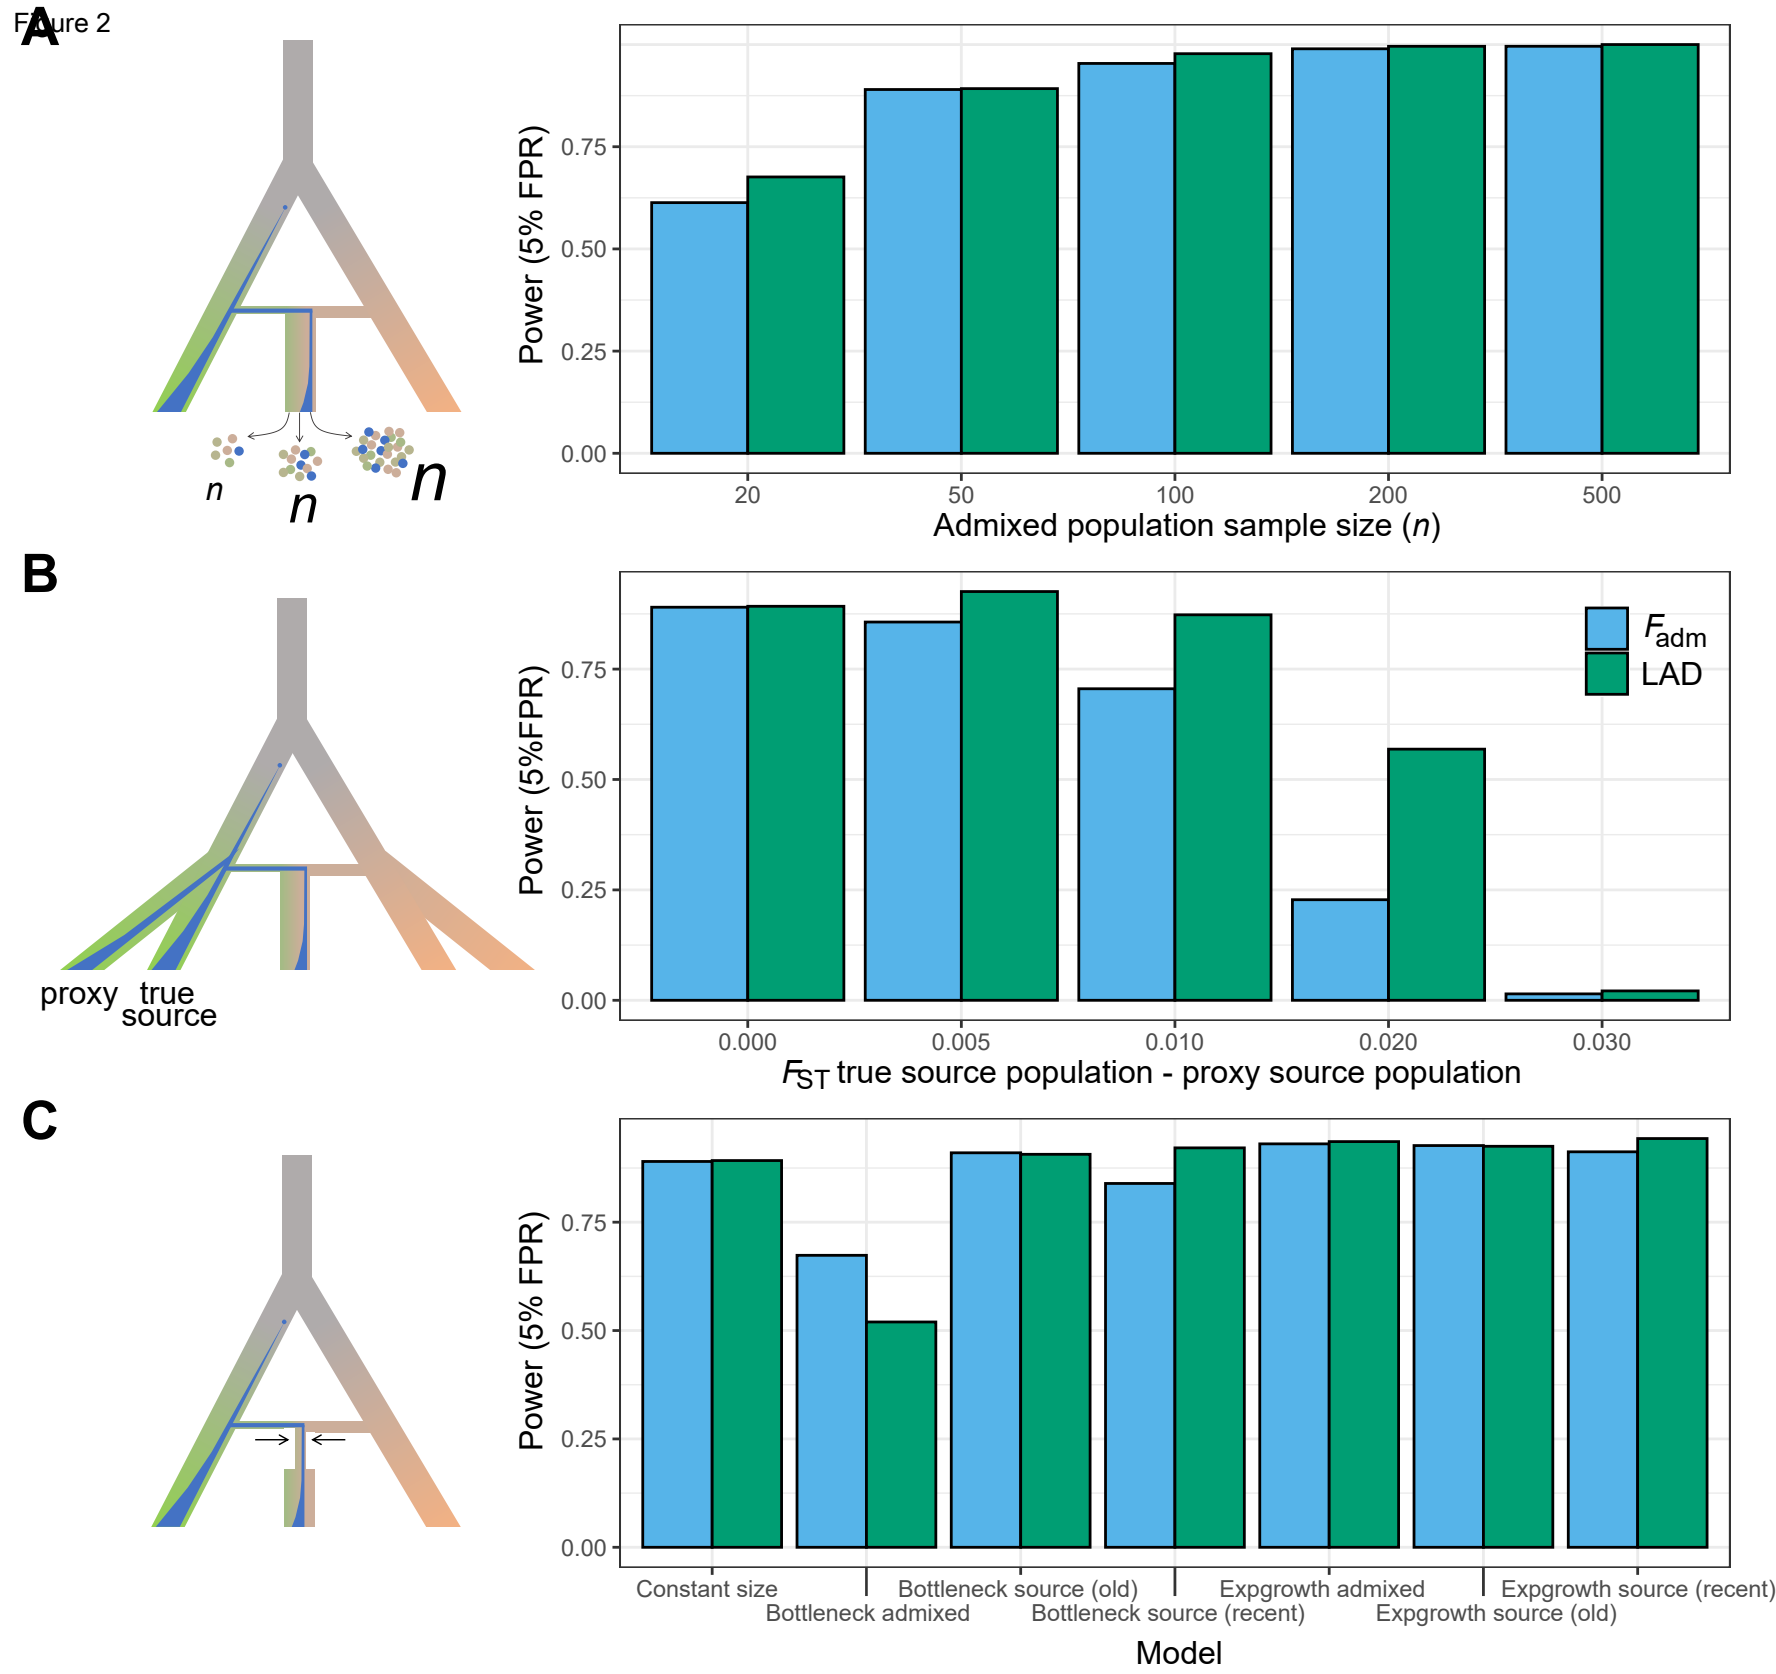 Figure 2
A
0.75
0.50
0.25
0.00
Power (5% FPR)
20 50 100 200 500
Admixed population sample size (n)
n
n
n
B
0.75
0.50
0.25
0.00
Power (5%FPR)
Fadm
LAD
0.000 0.005 0.010 0.020 0.030
FST true source population - proxy source population
proxy true
source
C
0.75
0.50
0.25
0.00
Power (5% FPR)
Constant size Bottleneck source (old) Expgrowth admixed Expgrowth source (recent)
Bottleneck admixed Bottleneck source (recent) Expgrowth source (old)
Model